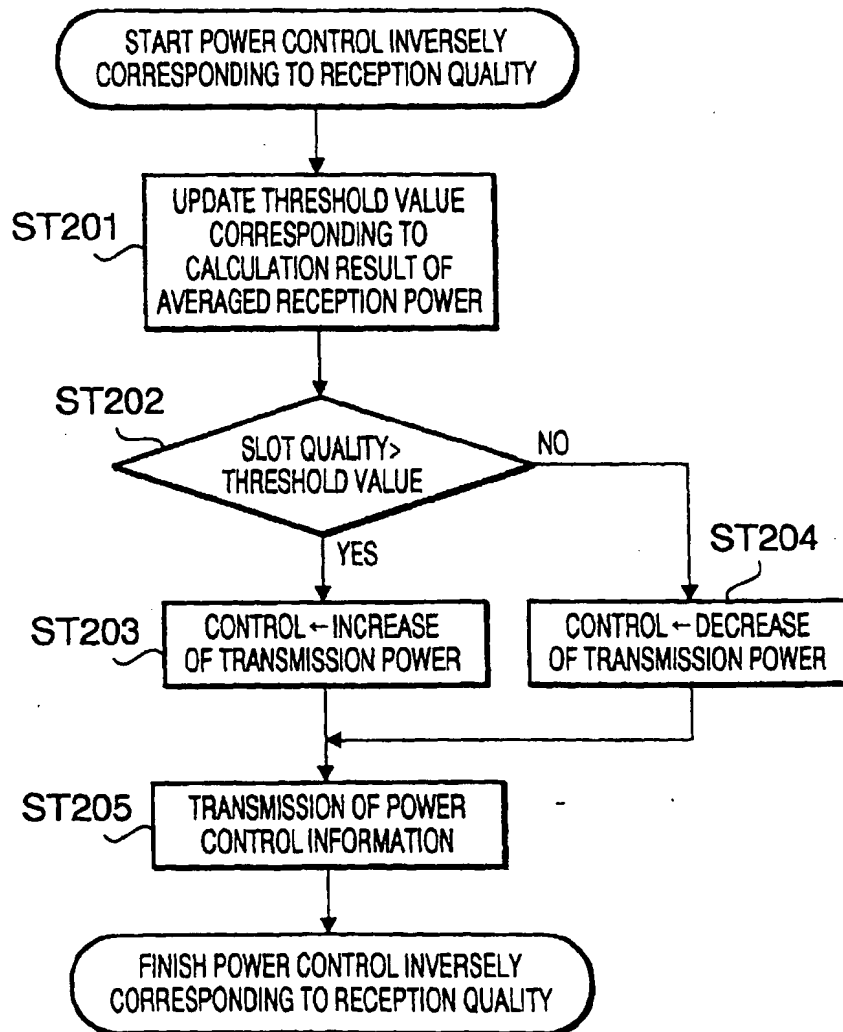 START POWER CONTROL INVERSELY
CORRESPONDING TO RECEPTION QUALITY
ST201
UPDATE THRESHOLD VALUE
CORRESPONDING TO
CALCULATION RESULT OF
AVERAGED RECEPTION POWER
ST202
SLOT QUALITY>
THRESHOLD VALUE
NO
YES
ST204
ST203
CONTROL←INCREASE
OF TRANSMISSION POWER
CONTROL←DECREASE
OF TRANSMISSION POWER
ST205
TRANSMISSION OF POWER
CONTROL INFORMATION
FINISH POWER CONTROL INVERSELY
CORRESPONDING TO RECEPTION QUALITY